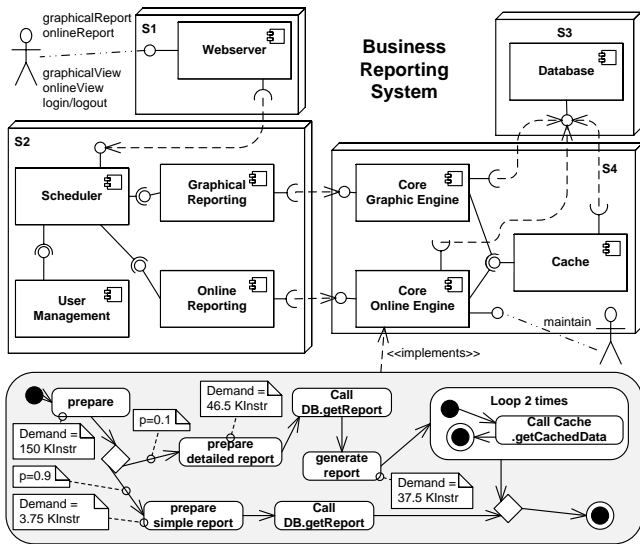 graphicalReport
onlineReport
graphicalView
onlineView
login/logout
S1
Webserver
Business
Reporting
System
S3
Database
S2
Scheduler
Graphical
Reporting
User
Management
Online
Reporting
S4
Core
Graphic Engine
Core
Online Engine
Cache
maintain
<<implements>>
prepare
Demand =
150 KInstr
p=0.1
p=0.9
Demand =
3.75 KInstr
Demand =
46.5 KInstr
prepare
detailed report
Call
DB.getReport
generate
report
Demand =
37.5 KInstr
Loop 2 times
Call Cache
.getCachedData
prepare
simple report
Call
DB.getReport